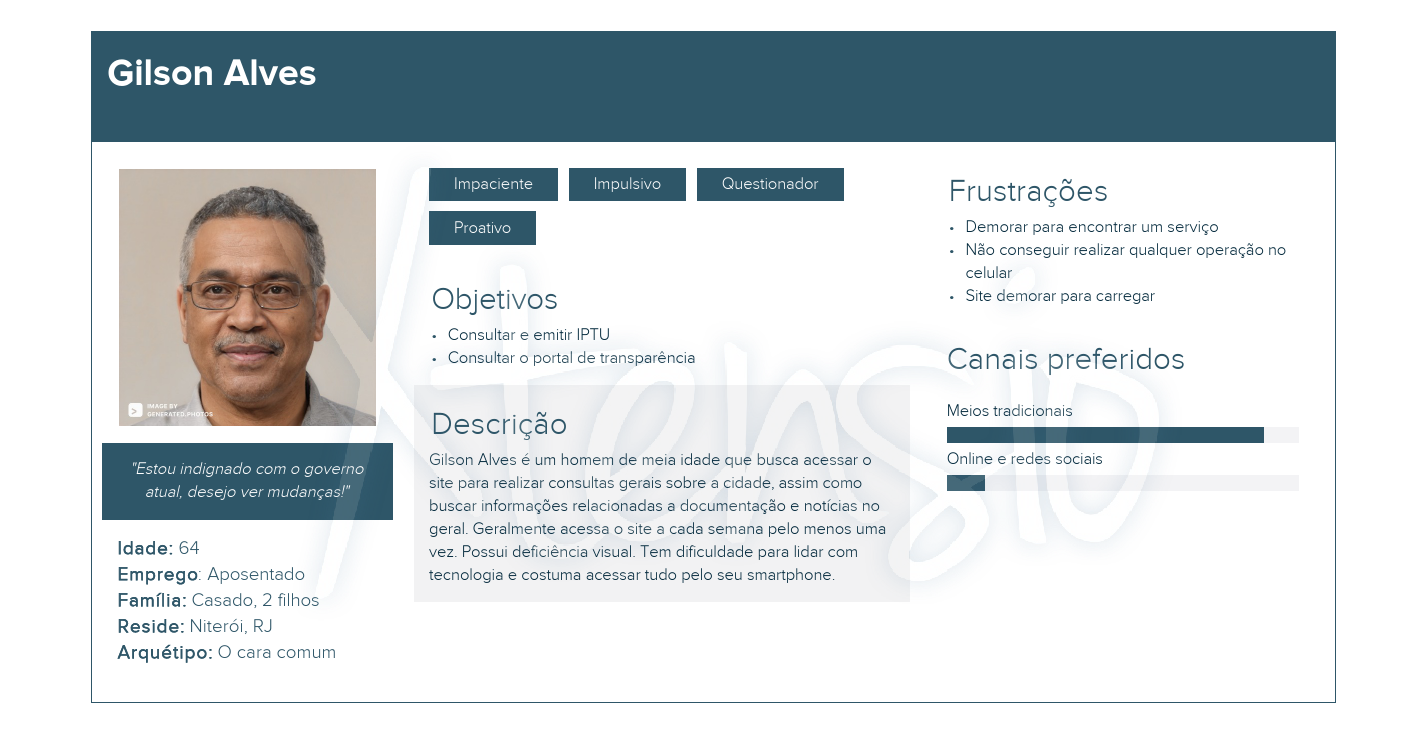 Gilson Alves
IMAGE BY
GENERATED.PHOTOS
"Estou indignado com o governo
atual, desejo ver mudanças!"
Idade: 64
Emprego: Aposentado
Família: Casado, 2 filhos
Reside: Niterói, RJ
Arquétipo: O cara comum
Impaciente
Impulsivo
Questionador
Proativo
Objetivos
• Consultar e emitir IPTU
• Consultar o portal de transparência
Descrição
Gilson Alves é um homem de meia idade que busca acessar o
site para realizar consultas gerais sobre a cidade, assim como
buscar informações relacionadas a documentação e notícias no
geral. Geralmente acessa o site a cada semana pelo menos uma
vez. Possui deficiência visual. Tem dificuldade para lidar com
tecnologia e costuma acessar tudo pelo seu smartphone.
Frustrações
• Demorar para encontrar um serviço
• Não conseguir realizar qualquer operação no
celular
• Site demorar para carregar
Canais preferidos
Meios tradicionais
Online e redes sociais
Xtensio